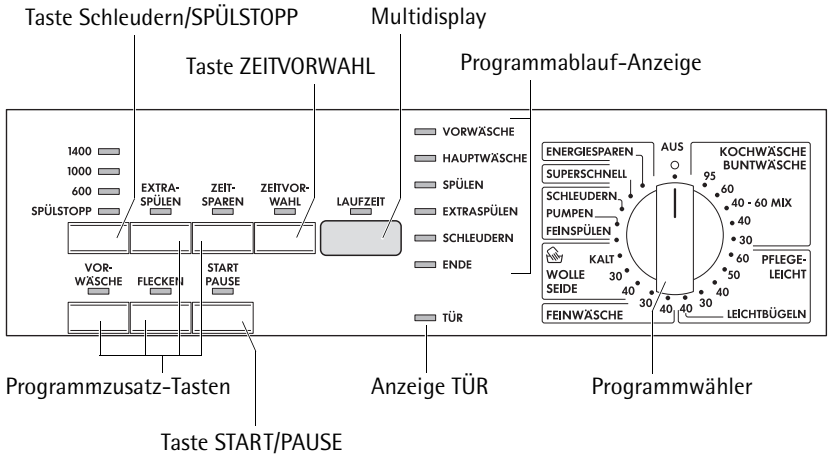 Taste Schleudern/SPÜLSTOPP
Multidisplay
Taste ZEITVORWAHL
Programmablauf-Anzeige
1400
1000
600
SPÜLSTOPP
EXTRA-
SPÜLEN
ZEIT-
SPAREN
ZEITVOR-
WAHL
LAUFZEIT
VOR-
WÄSCHE
FLECKEN
START
PAUSE
VORWÄSCHE
HAUPTWÄSCHE
SPÜLEN
EXTRASPÜLEN
SCHLEUDERN
ENDE
TÜR
AUS
ENERGIESPAREN
SUPERSCHNELL
SCHLEUDERN
PUMPEN
FEINSPÜLEN
WOLLE
SEIDE
KALT
30
40
FEINWÄSCHE
30
40
KOCHWÄSCHE
BUNTWÄSCHE
95
60
40 - 60 MIX
40
30
PFLEGE-
LEICHT
60
50
40
30
40
LEICHTBÜGELN
Programmzusatz-Tasten
Anzeige TÜR
Programmwähler
Taste START/PAUSE